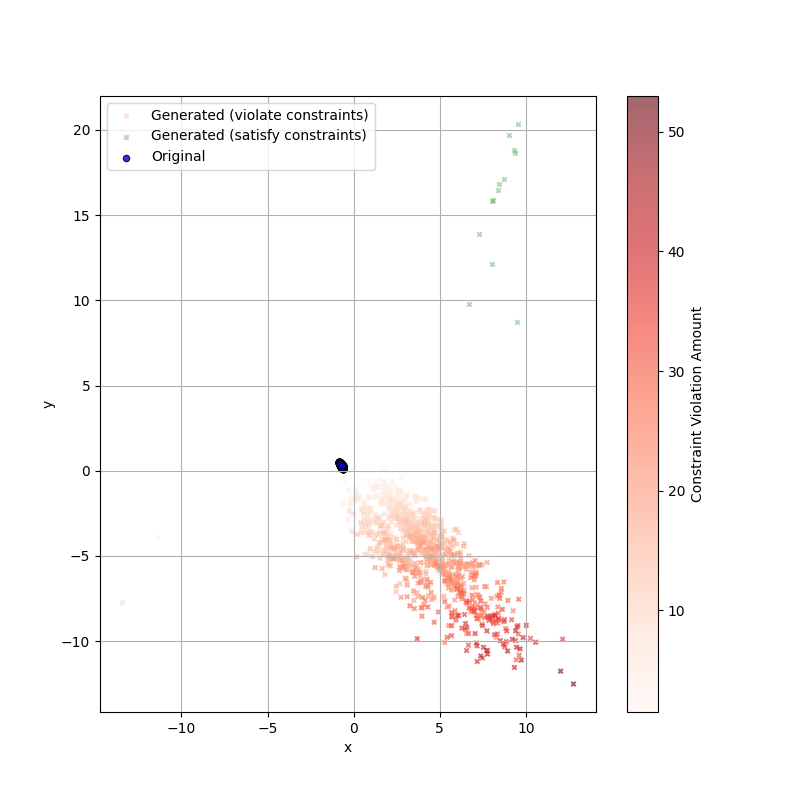 Generated (violate constraints)
Generated (satisfy constraints)
Original
20
15
10
5
0
−5
−10
y
−10
−5
0
5
10
x
50
40
30
20
10
Constraint Violation Amount